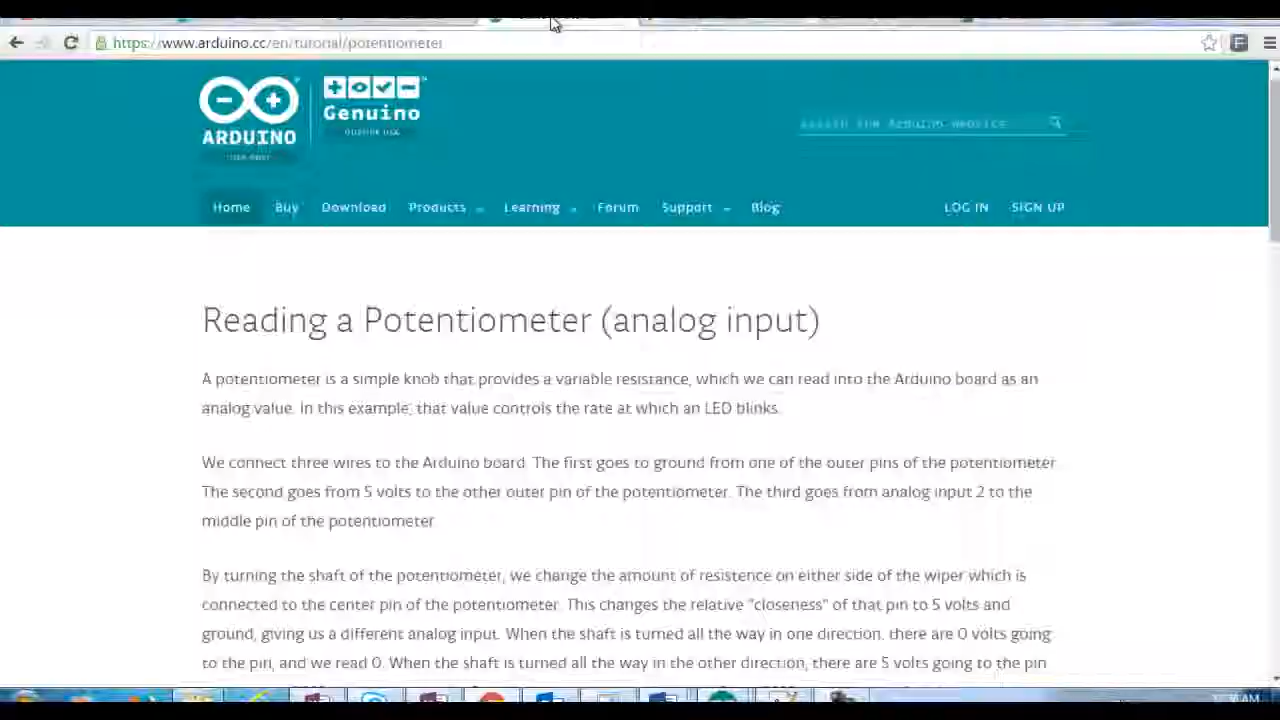 https://www.arduino.cc/en/tutorial/potentiometer
ARDUINO
Genuino
search the Arduino website
Home Buy Download Products Learning Forum Support Blog LOG IN SIGN UP
Reading a Potentiometer (analog input)
A potentiometer is a simple knob that provides a variable resistance, which we can read into the Arduino board as an
analog value. In this example, that value controls the rate at which an LED blinks.
We connect three wires to the Arduino board. The first goes to ground from one of the outer pins of the potentiometer.
The second goes from 5 volts to the other outer pin of the potentiometer. The third goes from analog input 2 to the
middle pin of the potentiometer.
By turning the shaft of the potentiometer, we change the amount of resistence on either side of the wiper which is
connected to the center pin of the potentiometer. This changes the relative "closeness" of that pin to 5 volts and
ground, giving us a different analog input. When the shaft is turned all the way in one direction, there are 0 volts going
to the pin, and we read 0. When the shaft is turned all the way in the other direction, there are 5 volts going to the pin